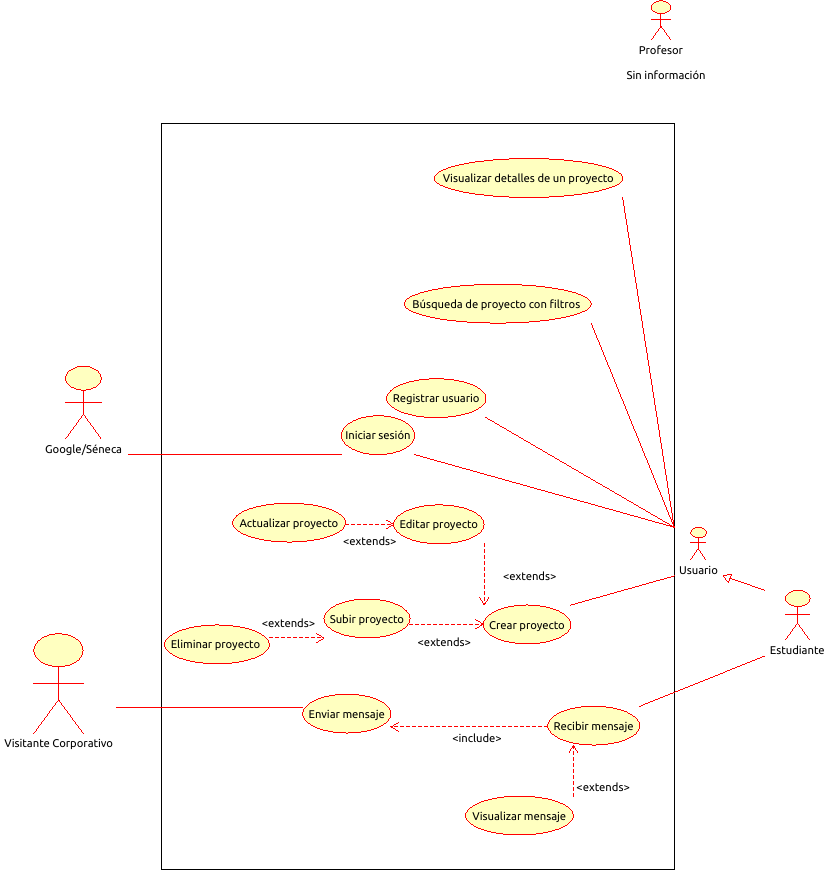 Profesor
Sin información
Visualizar detalles de un proyecto
Búsqueda de proyecto con filtros
Registrar usuario
Iniciar sesión
Google/Séneca
Actualizar proyecto
Editar proyecto
<extends>
Usuario
<extends>
Estudiante
<extends>
Subir proyecto
Crear proyecto
Eliminar proyecto
<extends>
Enviar mensaje
Recibir mensaje
Visitante Corporativo
<include>
<extends>
Visualizar mensaje